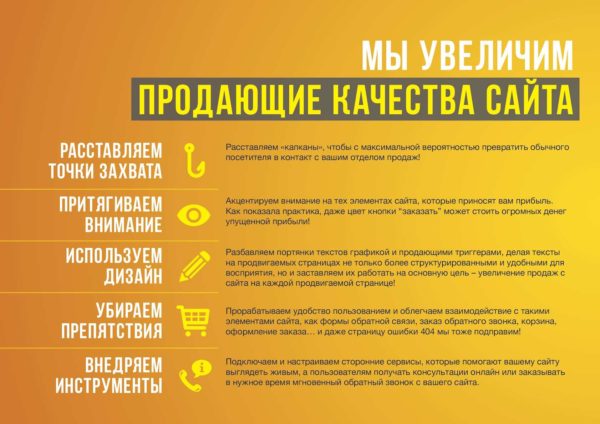 МЫ УВЕЛИЧИМ
ПРОДАЮЩИЕ КАЧЕСТВА САЙТА
РАССТАВЛЯЕМ
ТОЧКИ ЗАХВАТА
Расставляем «капканы», чтобы с максимальной вероятностью превратить обычного
посетителя в контакт с вашим отделом продаж!
ПРИТЯГИВАЕМ
ВНИМАНИЕ
Акцентируем внимание на тех элементах сайта, которые приносят вам прибыль.
Как показала практика, даже цвет кнопки “заказать” может стоить огромных денег
упущенной прибыли!
ИСПОЛЬЗУЕМ
ДИЗАЙН
Разбавляем портянки текстов графикой и продающими триггерами, делая тексты
на продвигаемых страницах не только более структурированными и удобными для
восприятия, но и заставляем их работать на основную цель – увеличение продаж с
сайта на каждой продвигаемой странице!
УБИРАЕМ
ПРЕПЯТСТВИЯ
Прорабатываем удобство пользованием и облегчаем взаимодействие с такими
элементами сайта, как формы обратной связи, заказ обратного звонка, корзина,
оформление заказа... и даже страницу ошибки 404 мы тоже подправим!
ВНЕДРЯЕМ
ИНСТРУМЕНТЫ
Подключаем и настраиваем сторонние сервисы, которые помогают вашему сайту
выглядеть живым, а пользователям получать консультации онлайн или заказывать
в нужное время мгновенный обратный звонок с вашего сайта.